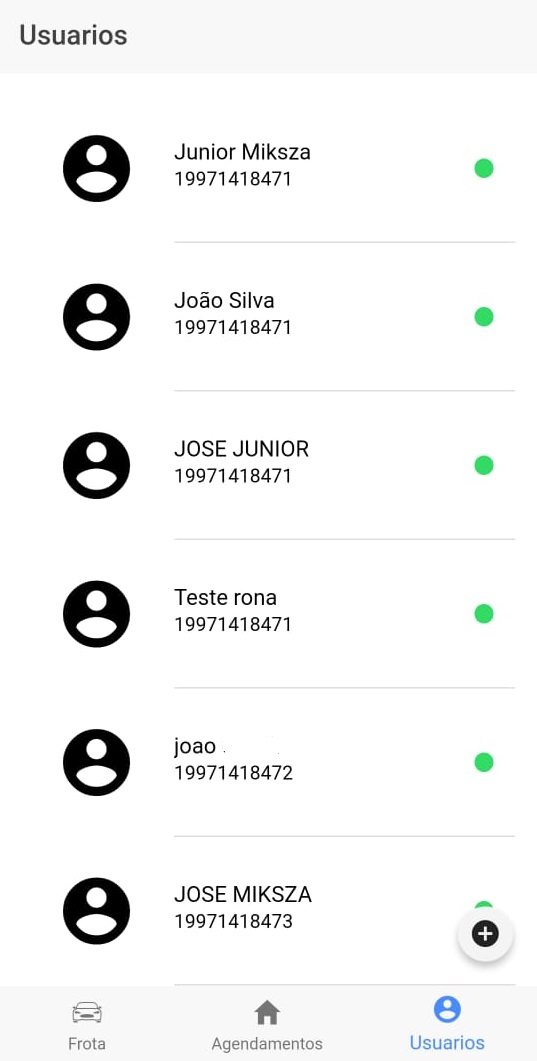 Usuarios
Junior Miksza
19971418471
João Silva
19971418471
JOSE JUNIOR
19971418471
Teste rona
19971418471
joao
19971418472
JOSE MIKSZA
19971418473
Frota
Agendamentos
Usuarios